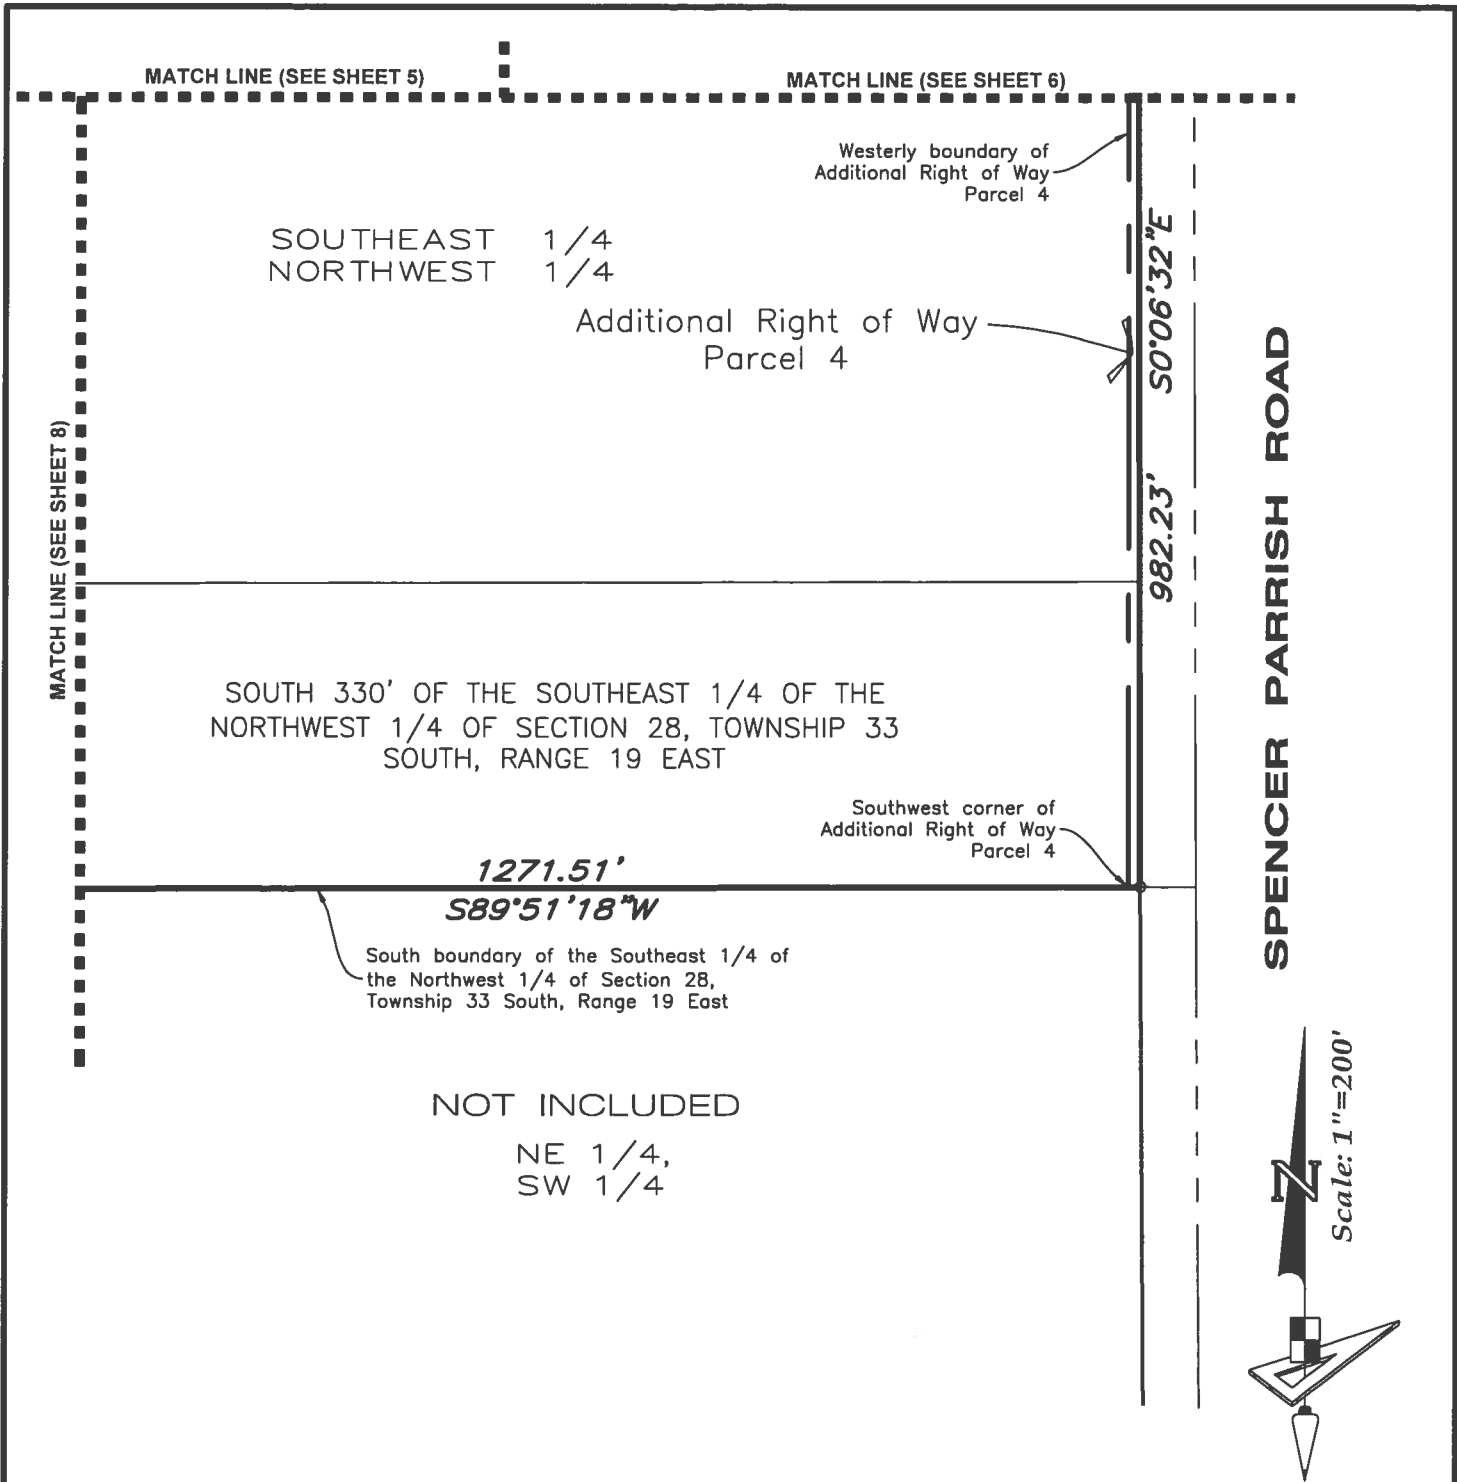 MATCH LINE (SEE SHEET 5)
MATCH LINE (SEE SHEET 6)
Westerly boundary of
Additional Right of Way
Parcel 4
SOUTHEAST 1/4
NORTHWEST 1/4
Additional Right of Way
Parcel 4
S0°06'32"E
982.23'
SPENCER PARRISH ROAD
MATCH LINE (SEE SHEET 8)
SOUTH 330' OF THE SOUTHEAST 1/4 OF THE
NORTHWEST 1/4 OF SECTION 28, TOWNSHIP 33
SOUTH, RANGE 19 EAST
Southwest corner of
Additional Right of Way
Parcel 4
1271.51'
S89°51'18"W
South boundary of the Southeast 1/4 of
the Northwest 1/4 of Section 28,
Township 33 South, Range 19 East
NOT INCLUDED
NE 1/4,
SW 1/4
N
Scale: 1"=200'